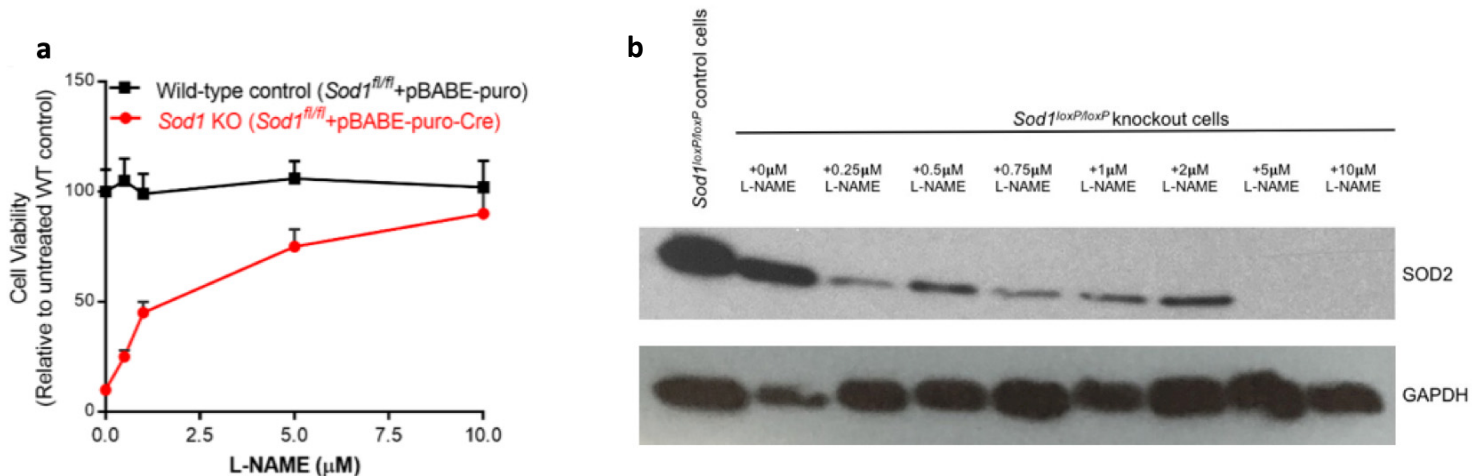 a
150
Wild-type control (Sod1fl/fl+pBABE-puro)
Sod1 KO (Sod1fl/fl+pBABE-puro-Cre)
100
50
0
0.0 2.5 5.0 7.5 10.0
L-NAME (μM)
Cell Viability
(Relative to untreated WT control)
b
Sod1loxP/loxP control cells
Sod1loxP/loxP knockout cells
+0μM +0.25μM +0.5μM +0.75μM +1μM +2μM +5μM +10μM
L-NAME L-NAME L-NAME L-NAME L-NAME L-NAME L-NAME L-NAME
SOD2
GAPDH